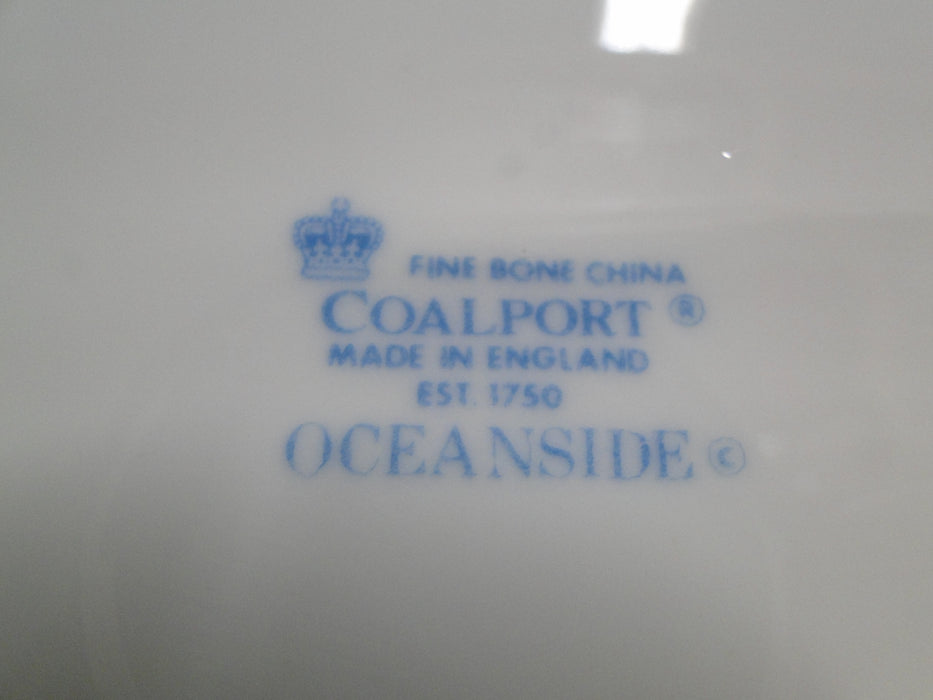 FINE BONE CHINA
COALPORT ®
MADE IN ENGLAND
EST. 1750
OCEANSIDE ©